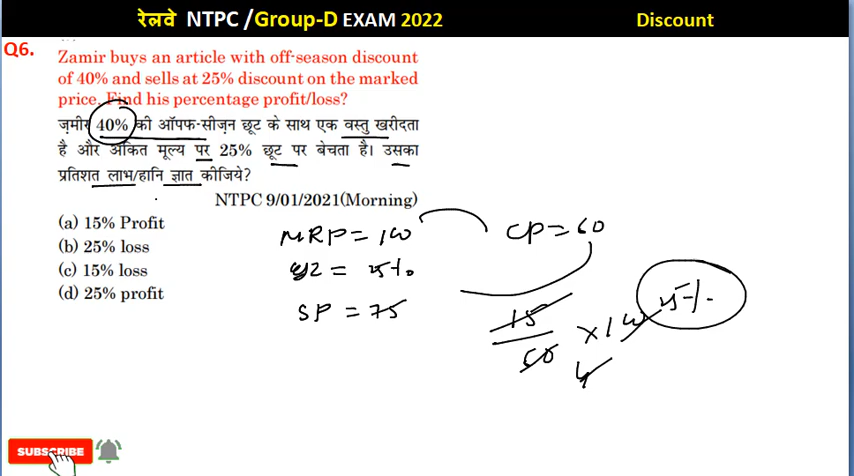 रेलवे NTPC /Group-D EXAM 2022
Discount
Q6.
Zamir buys an article with off-season discount
of 40% and sells at 25% discount on the marked
price. Find his percentage profit/loss?
ज़मीर 40% की ऑपफ-सीज़न छूट के साथ एक वस्तु खरीदता
है और अंकित मूल्य पर 25% छूट पर बेचता है। उसका
प्रतिशत लाभ/हानि ज्ञात कीजिये?
NTPC 9/01/2021(Morning)
(a) 15% Profit
(b) 25% loss
(c) 15% loss
(d) 25% profit
MRP = 100
छूट = 25%
SP = 75
CP = 60
15
60
×100
4
25%
SUBSCRIBE